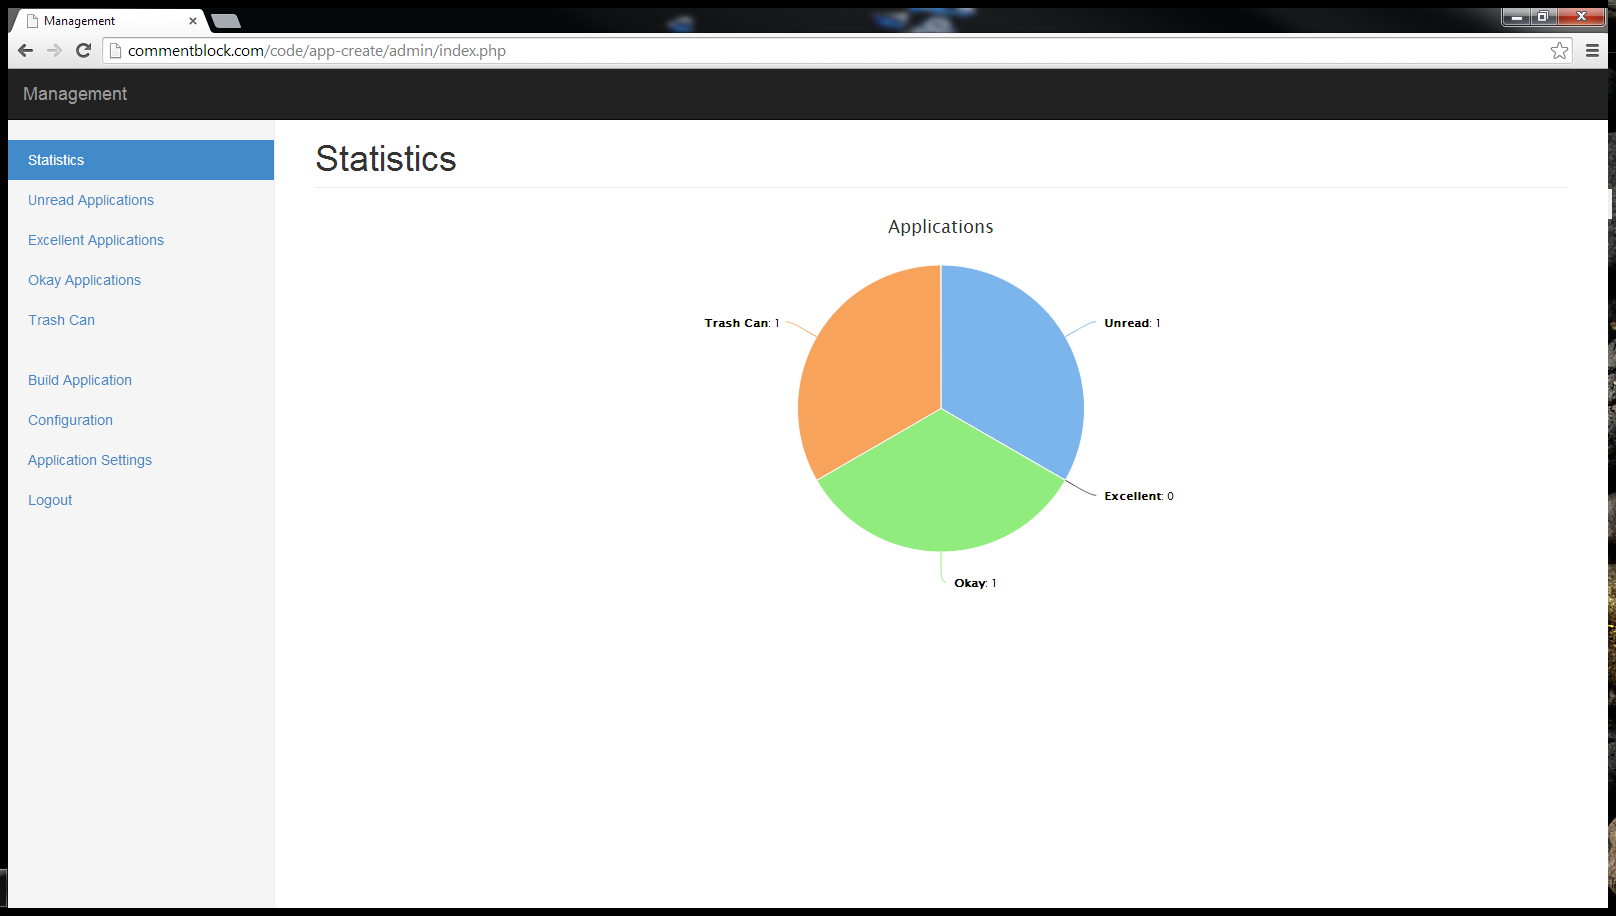 Management
commentblock.com/code/app-create/admin/index.php
Management
Statistics
Unread Applications
Excellent Applications
Okay Applications
Trash Can
Build Application
Configuration
Application Settings
Logout
Statistics
Applications
Trash Can: 1
Unread: 1
Excellent: 0
Okay: 1